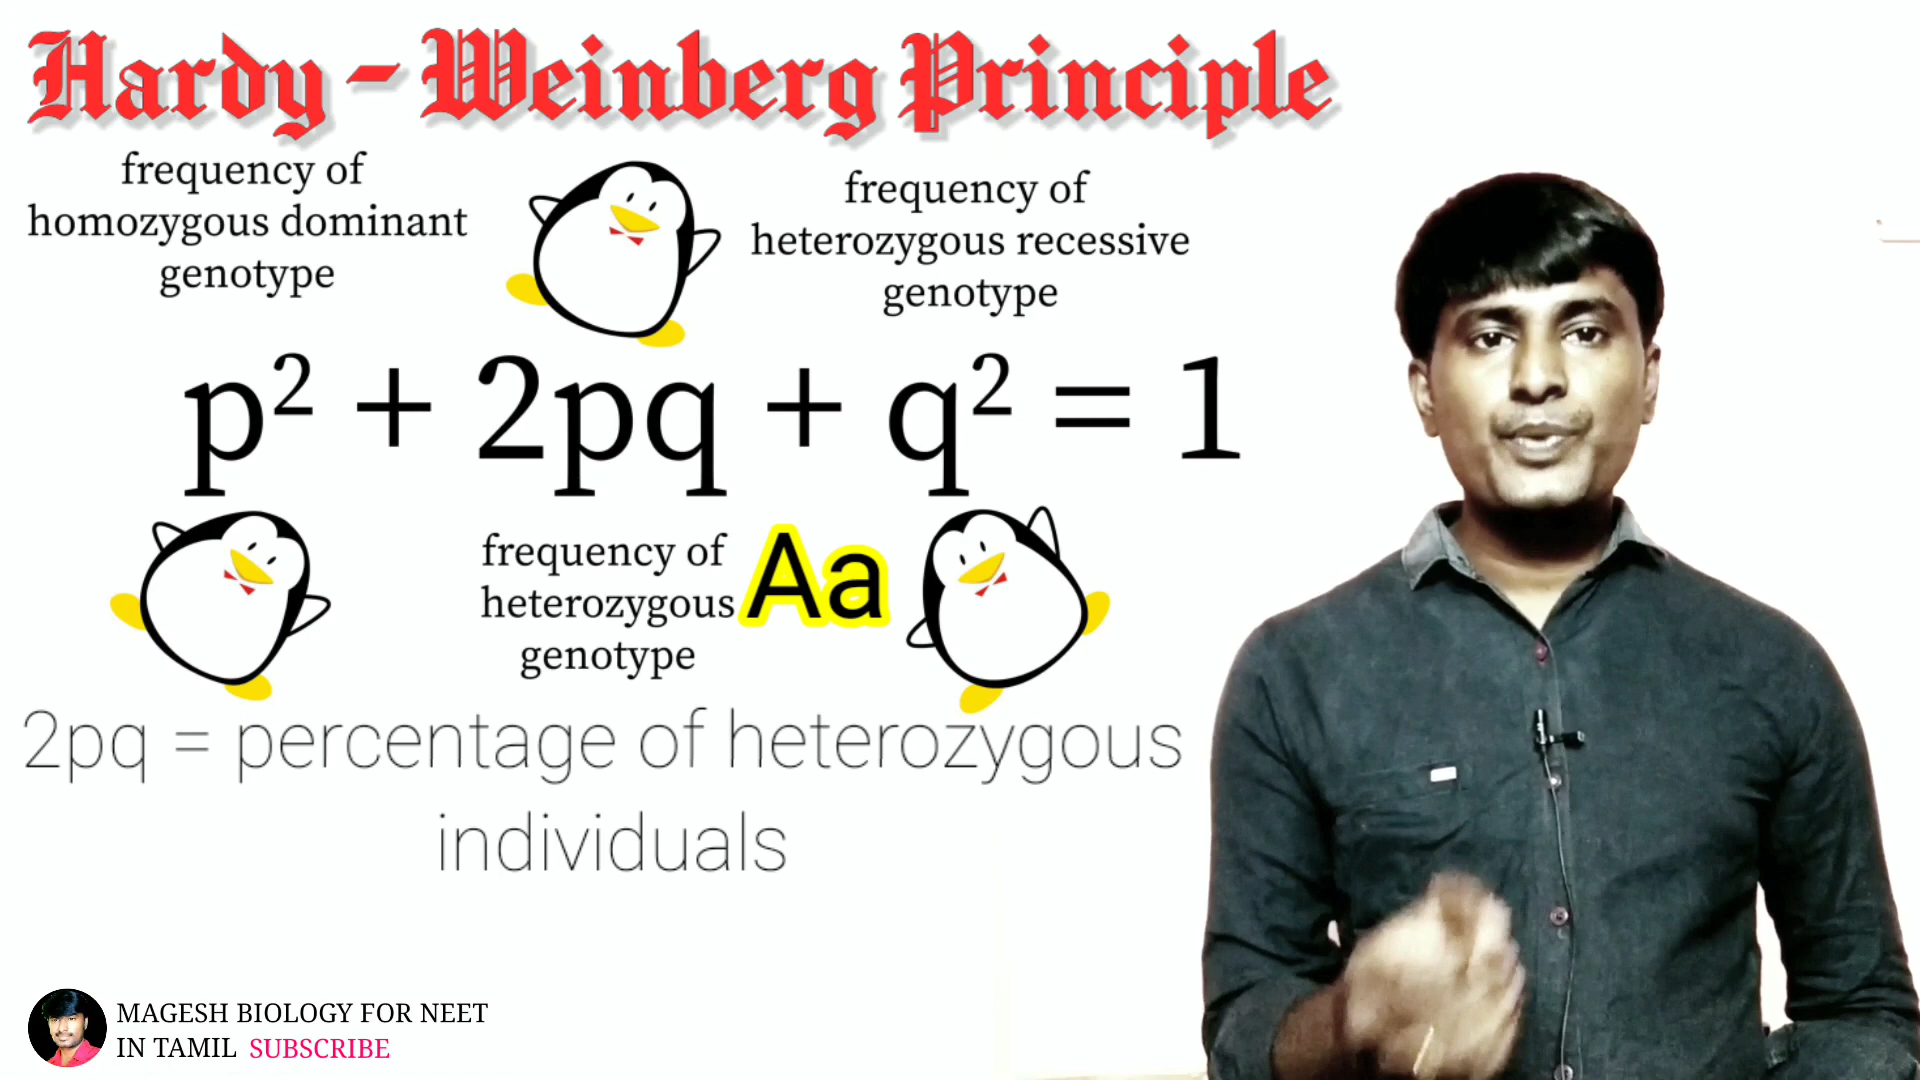 Hardy - Weinberg Principle
frequency of
homozygous dominant
genotype
frequency of
heterozygous recessive
genotype
p² + 2pq + q² = 1
frequency of
heterozygous
genotype
Aa
2pq = percentage of heterozygous
individuals
MAGESH BIOLOGY FOR NEET
IN TAMIL SUBSCRIBE